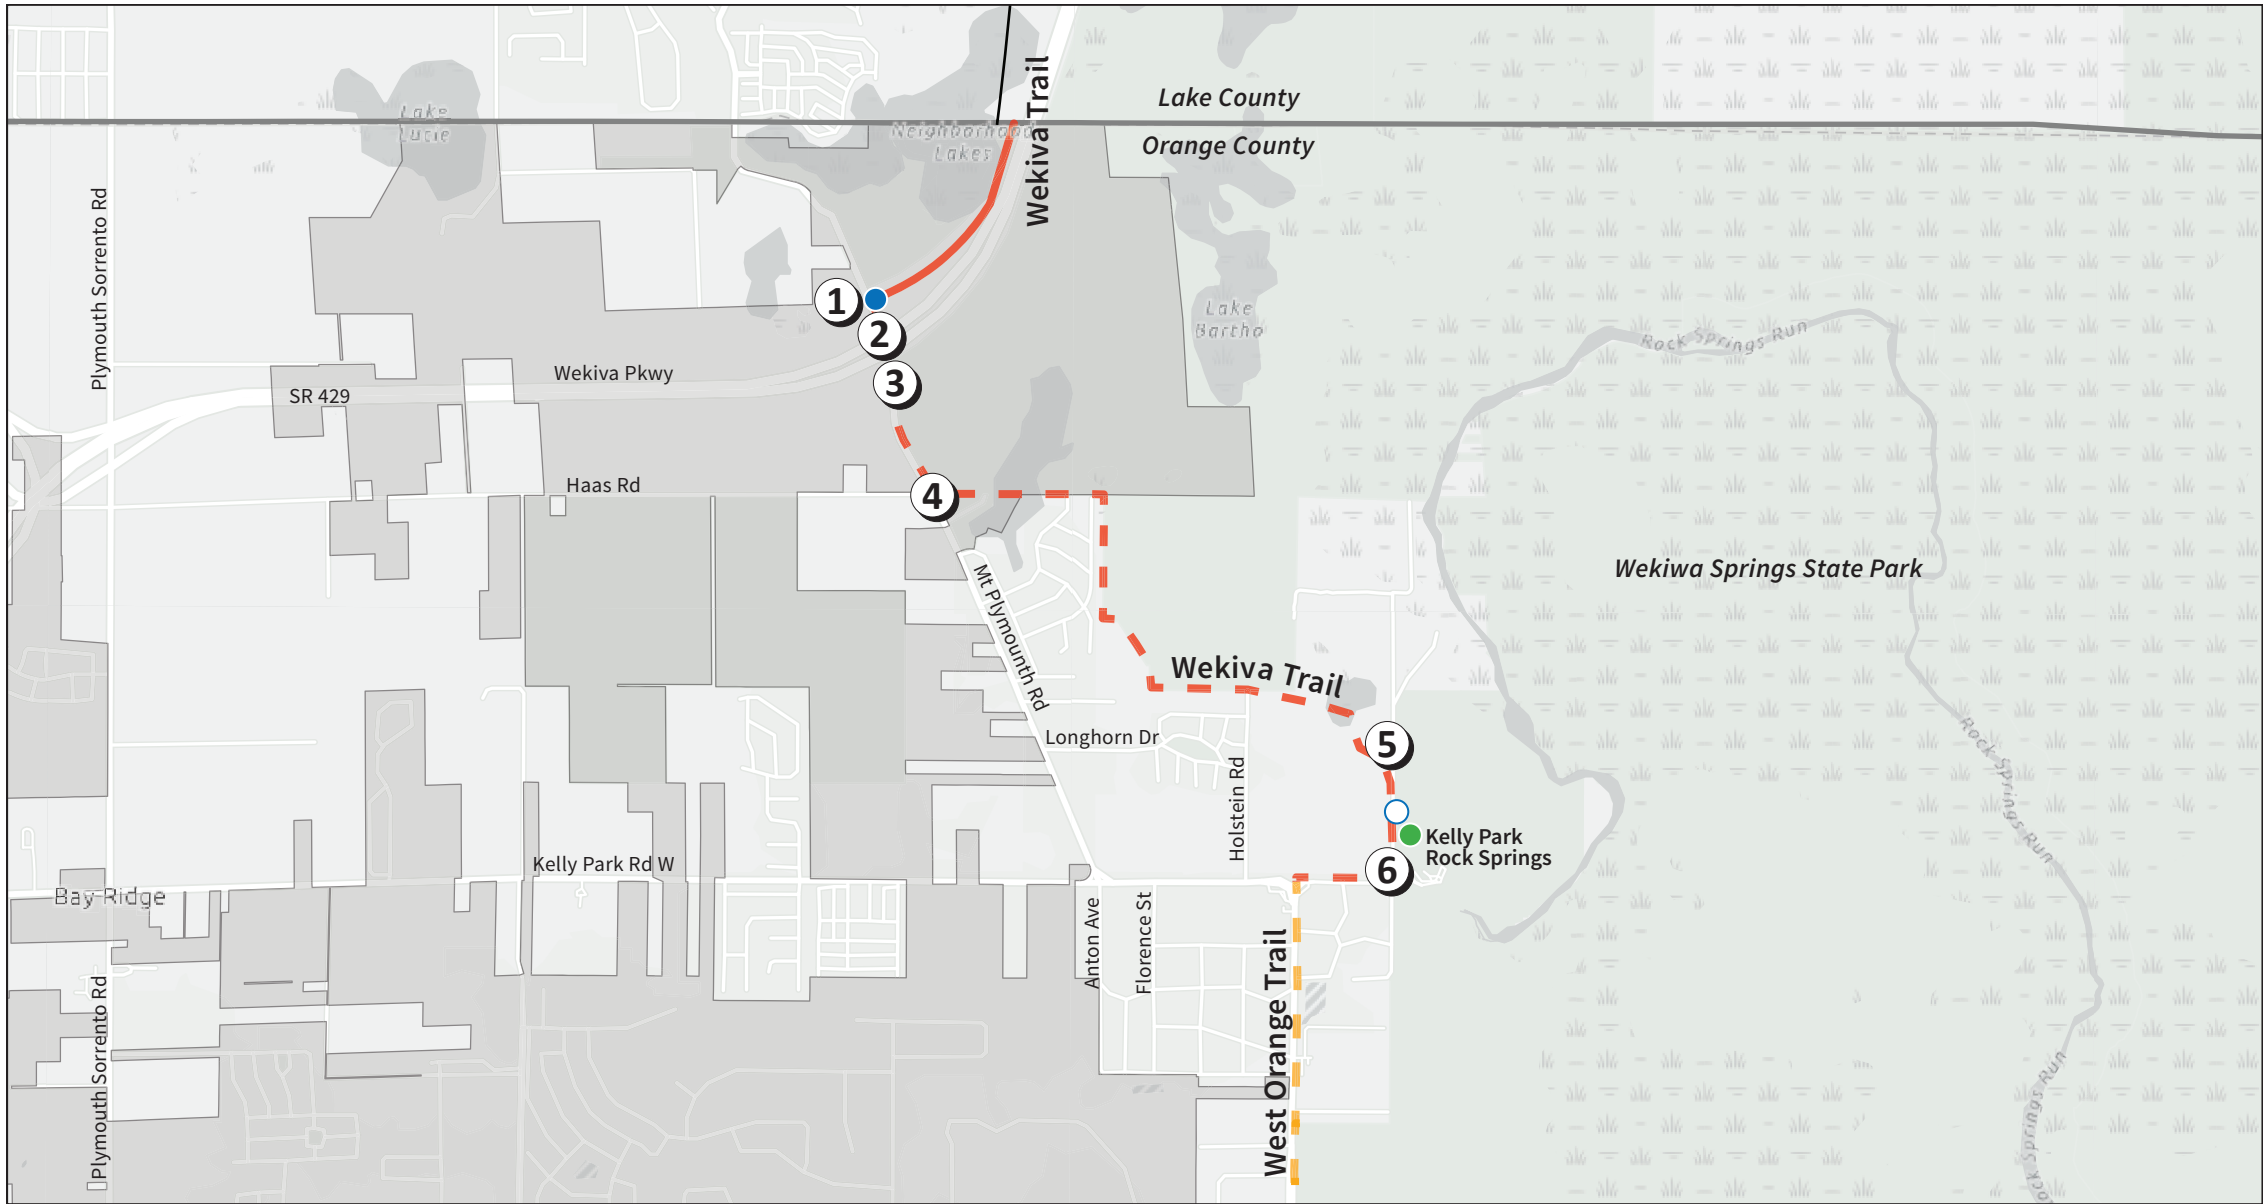 Wekiva Trail
Lake County
Orange County
Lake
Lucie
Neighborhood
Lakes
Plymouth Sorrento Rd
1
2
3
Lake
Bartho
Rock Springs Run
Wekiva Pkwy
SR 429
Haas Rd
4
Mt Plymounth Rd
Wekiwa Springs State Park
Wekiva Trail
Longhorn Dr
5
Holstein Rd
Rock Springs Run
Kelly Park
Rock Springs
Kelly Park Rd W
6
Bay Ridge
Anton Ave
Florence St
West Orange Trail
Plymouth Sorrento Rd
Rock Springs Run